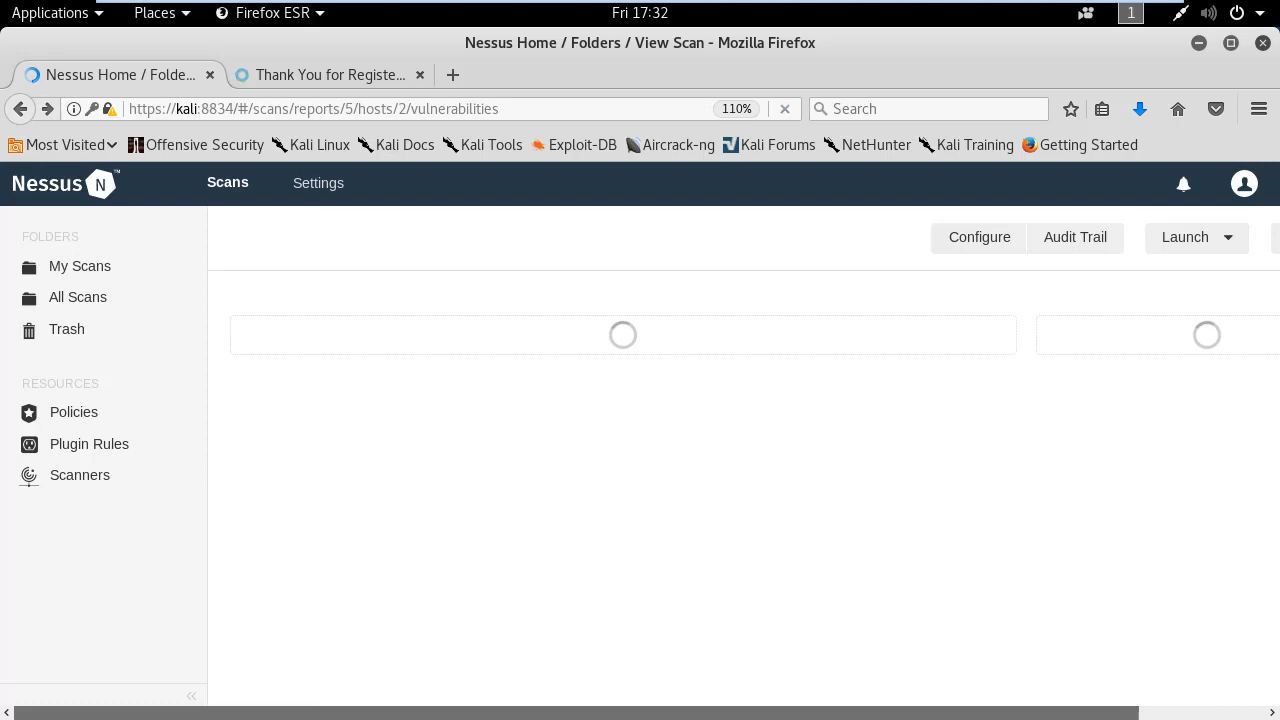 Applications Places Firefox ESR Fri 17:32 1
Nessus Home / Folders / View Scan - Mozilla Firefox
Nessus Home / Folde... × Thank You for Registe... × +
https://kali:8834/#/scans/reports/5/hosts/2/vulnerabilities 110% Search
Most Visited Offensive Security Kali Linux Kali Docs Kali Tools Exploit-DB Aircrack-ng Kali Forums NetHunter Kali Training Getting Started
Nessus N ™ Scans Settings
FOLDERS
Configure Audit Trail Launch
My Scans
All Scans
Trash
RESOURCES
Policies
Plugin Rules
Scanners